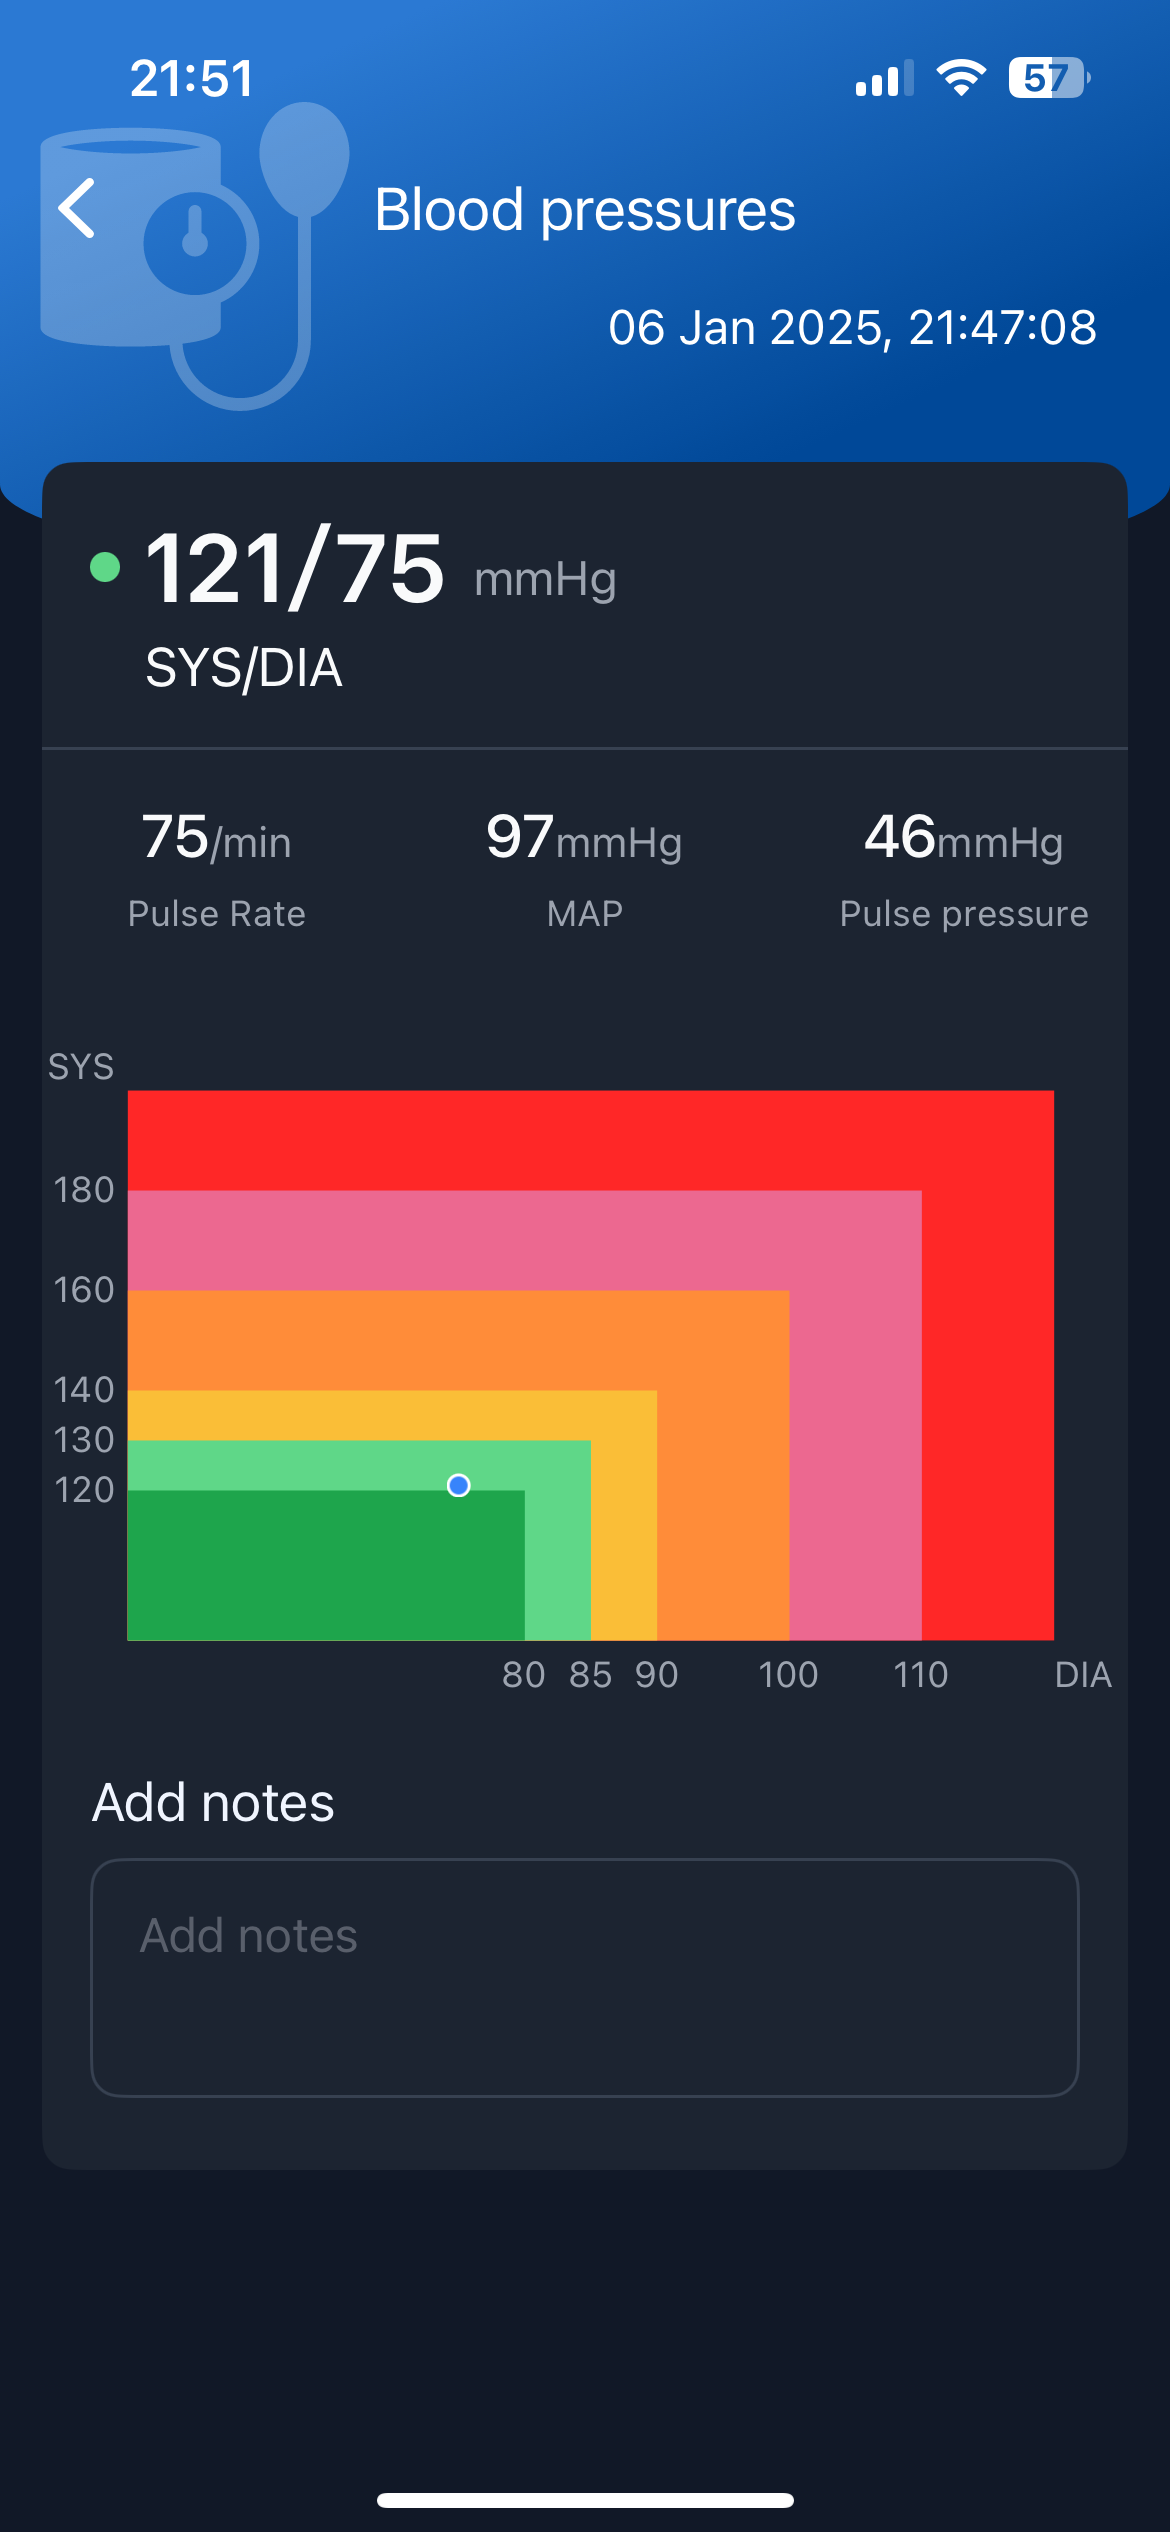 21:51
57
Blood pressures
06 Jan 2025, 21:47:08
121/75 mmHg
SYS/DIA
75/min 97mmHg 46mmHg
Pulse Rate MAP Pulse pressure
SYS
180
160
140
130
120
80 85 90 100 110 DIA
Add notes
Add notes